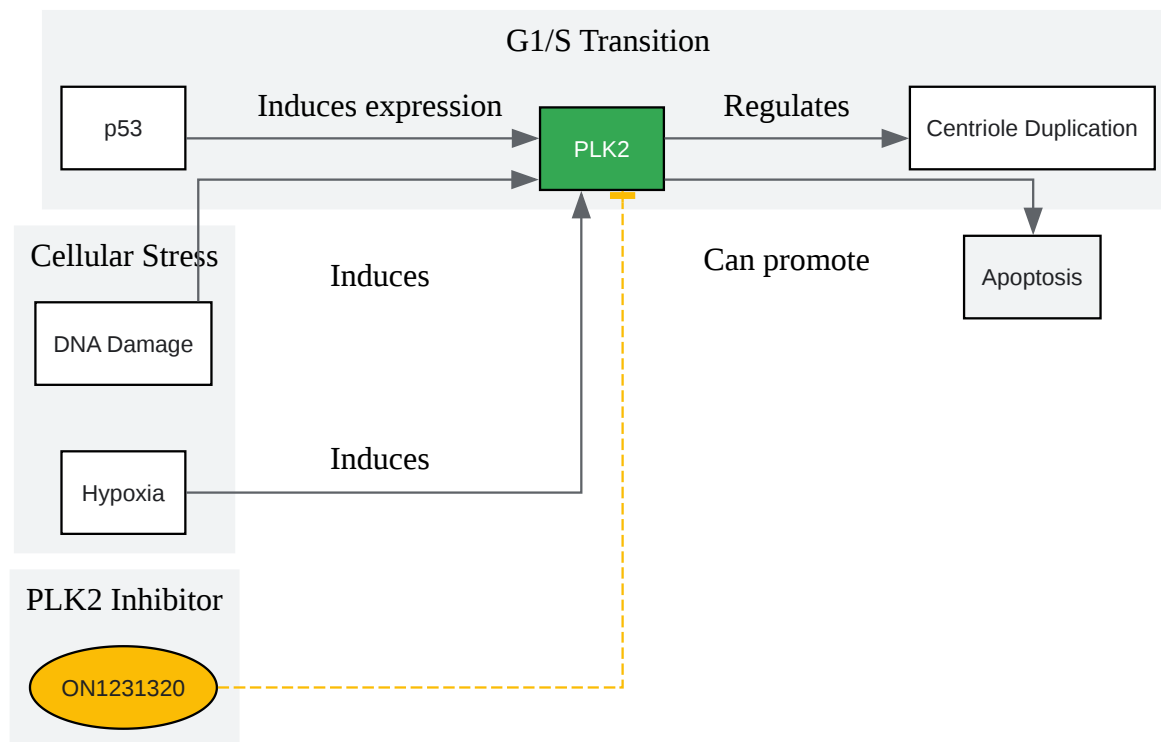 G1/S Transition
p53
Induces expression
PLK2
Regulates
Centriole Duplication
Cellular Stress
Induces
Can promote
Apoptosis
DNA Damage
Induces
Hypoxia
PLK2 Inhibitor
ON1231320